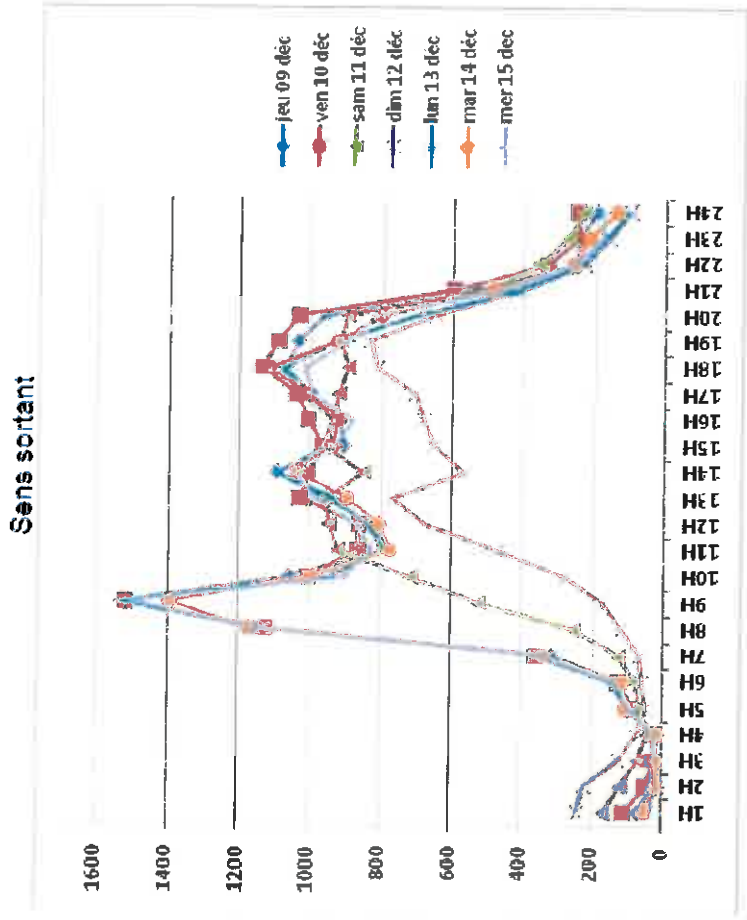 Sens sortant
1600
1400
1200
1000
800
600
400
200
0
1H
2H
3H
4H
5H
6H
7H
8H
9H
10H
11H
12H
13H
14H
15H
16H
17H
18H
19H
20H
21H
22H
23H
24H
jeu 09 déc
ven 10 déc
sam 11 déc
dim 12 déc
lun 13 déc
mar 14 déc
mer 15 dec